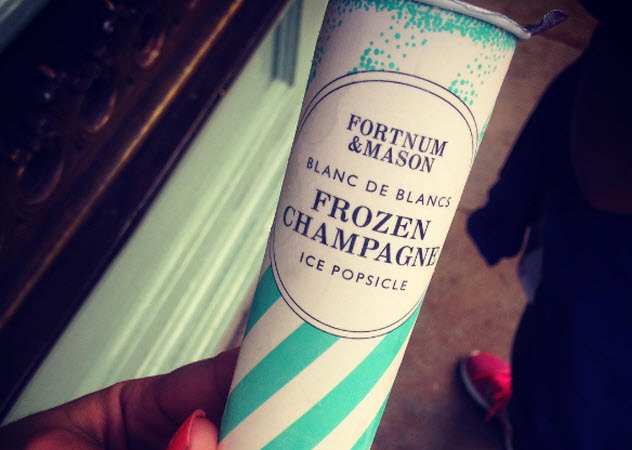 FORTNUM
&MASON
BLANC DE BLANCS
FROZEN
CHAMPAGNE
ICE POPSICLE